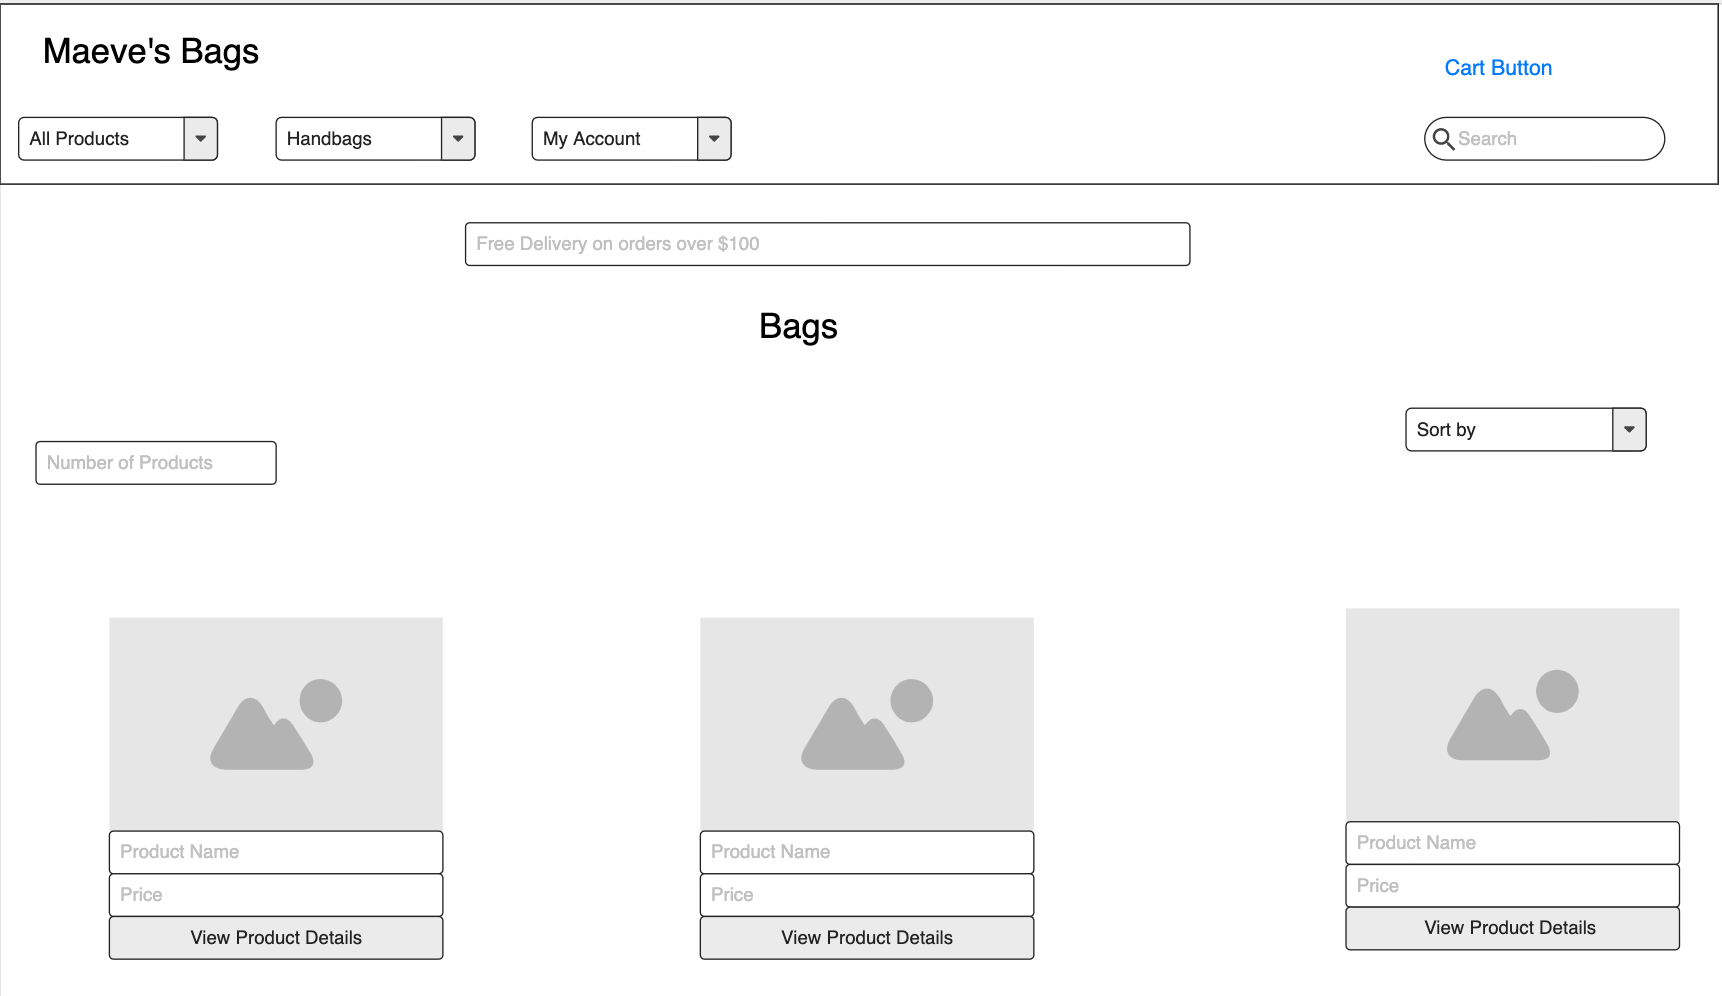 Maeve's Bags
Cart Button
All Products
Handbags
My Account
Search
Free Delivery on orders over $100
Bags
Sort by
Number of Products
Product Name
Price
View Product Details
Product Name
Price
View Product Details
Product Name
Price
View Product Details